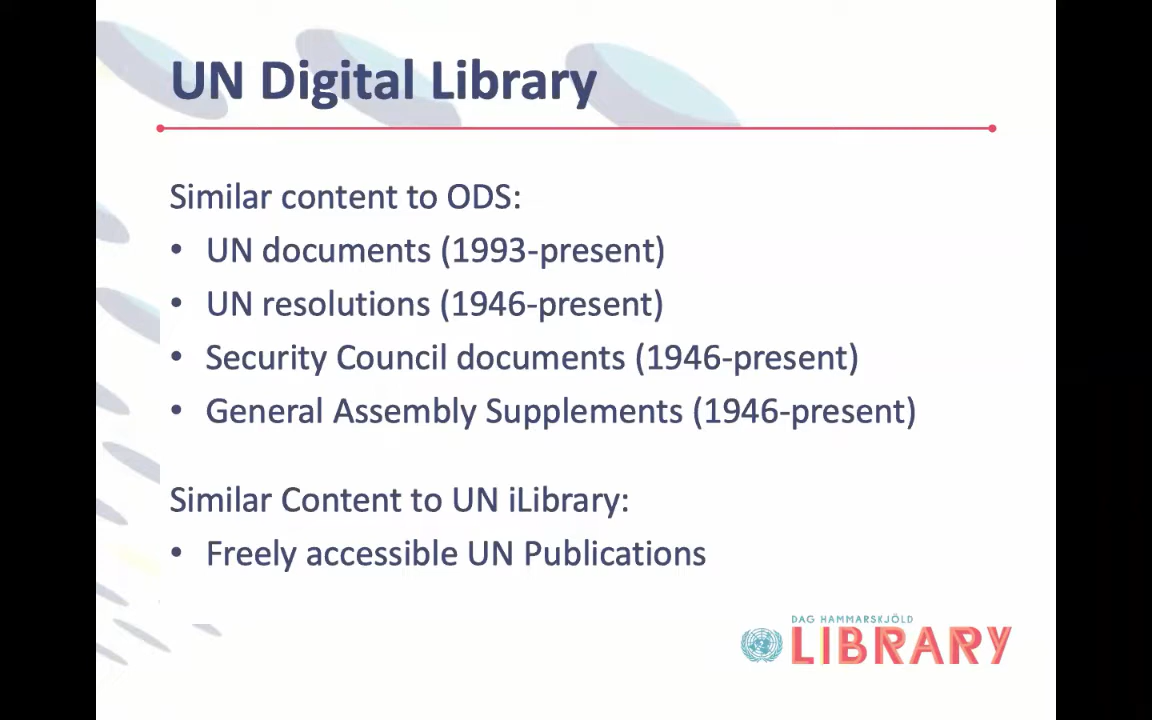 UN Digital Library
Similar content to ODS:
• UN documents (1993-present)
• UN resolutions (1946-present)
• Security Council documents (1946-present)
• General Assembly Supplements (1946-present)
Similar Content to UN iLibrary:
• Freely accessible UN Publications
DAG HAMMARSKJÖLD
LIBRARY